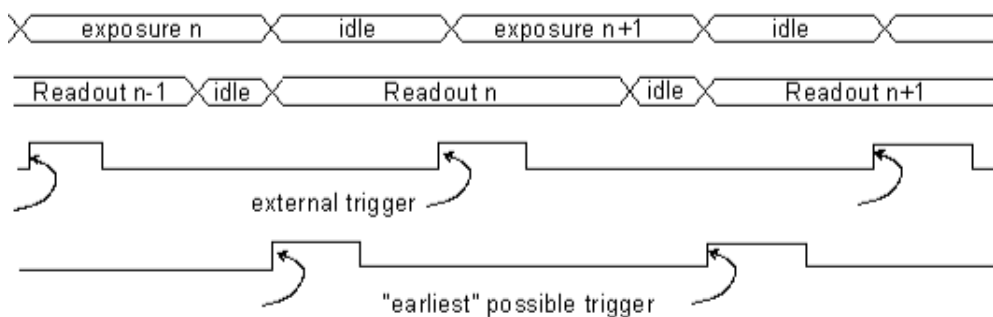 exposure n idle exposure n+1 idle
Readout n-1 idle Readout n idle Readout n+1
external trigger
"earliest" possible trigger